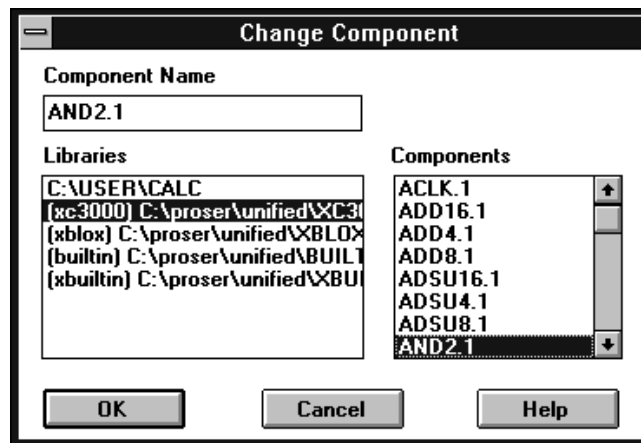 Change Component
Component Name
AND2.1
Libraries
C:\USER\CALC
(xc3000) C:\proser\unified\XC30
(xblox) C:\proser\unified\XBLOX
(builtin) C:\proser\unified\BUILT
(xbuiltin) C:\proser\unified\XBUI
Components
ACLK.1
ADD16.1
ADD4.1
ADD8.1
ADSU16.1
ADSU4.1
ADSU8.1
AND2.1
OK
Cancel
Help